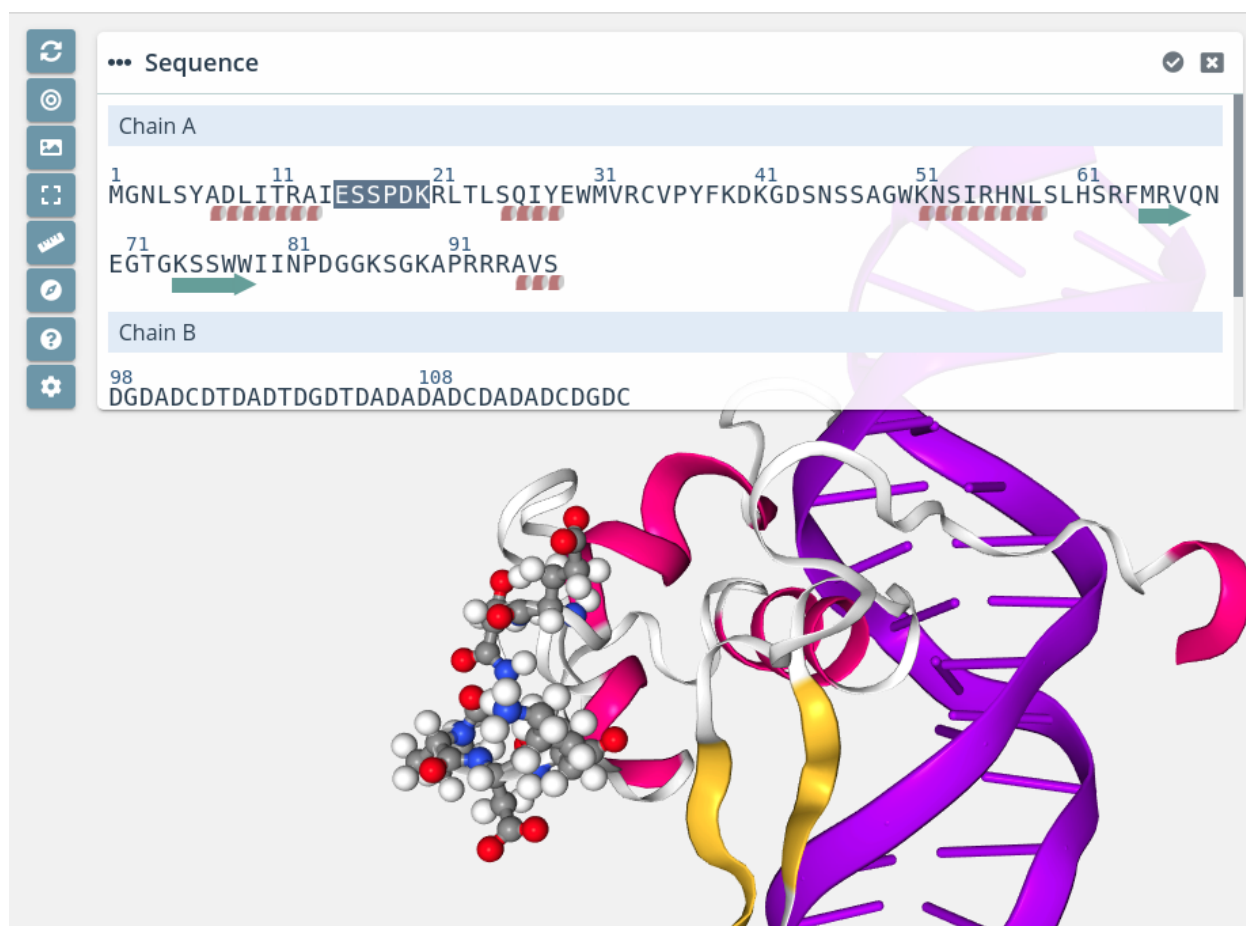 Sequence
Chain A
1 11 21 31 41 51 61
MGNLSYADLITRAIESSPDKRLTLSQIYEWMVRCVPYFKDKGDSNSSAGWKNSIRHNLSLHSRFMRVQN
71 81 91
EGTGKSSWWIINPDGGKSGKAPRRRAVS
Chain B
98 108
DGDADCDTDADTDGDTDADADADCDADADCDGDC